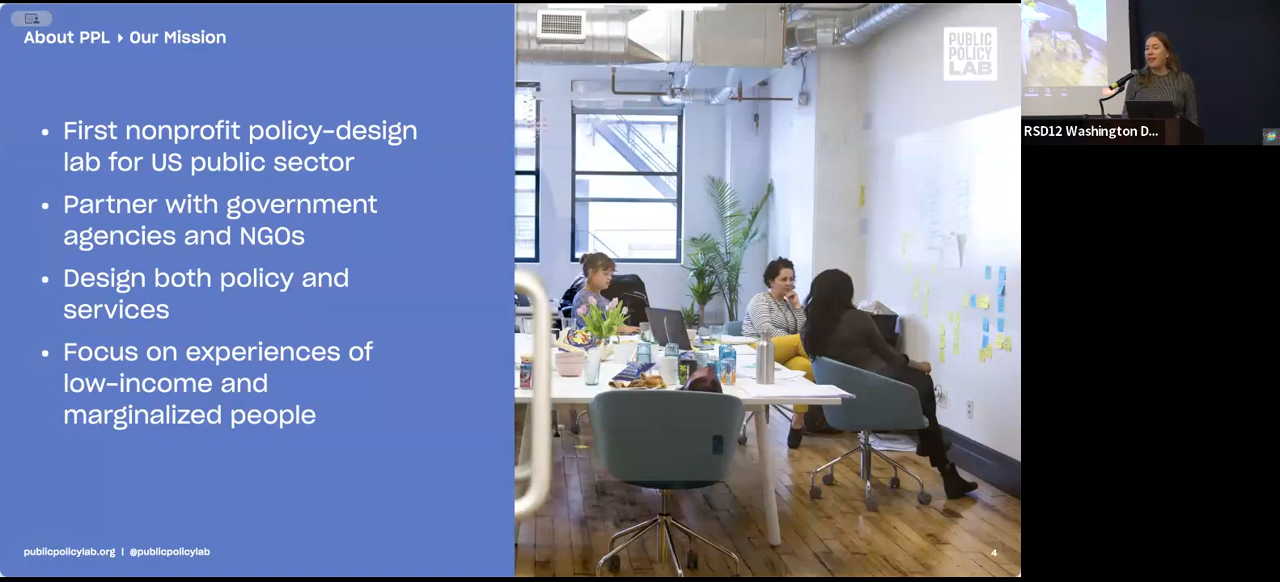 About PPL ▸ Our Mission
• First nonprofit policy-design
lab for US public sector
• Partner with government
agencies and NGOs
• Design both policy and
services
• Focus on experiences of
low-income and
marginalized people
publicpolicylab.org | @publicpolicylab
PUBLIC
POLICY
LAB
4
RSD12 Washington D...